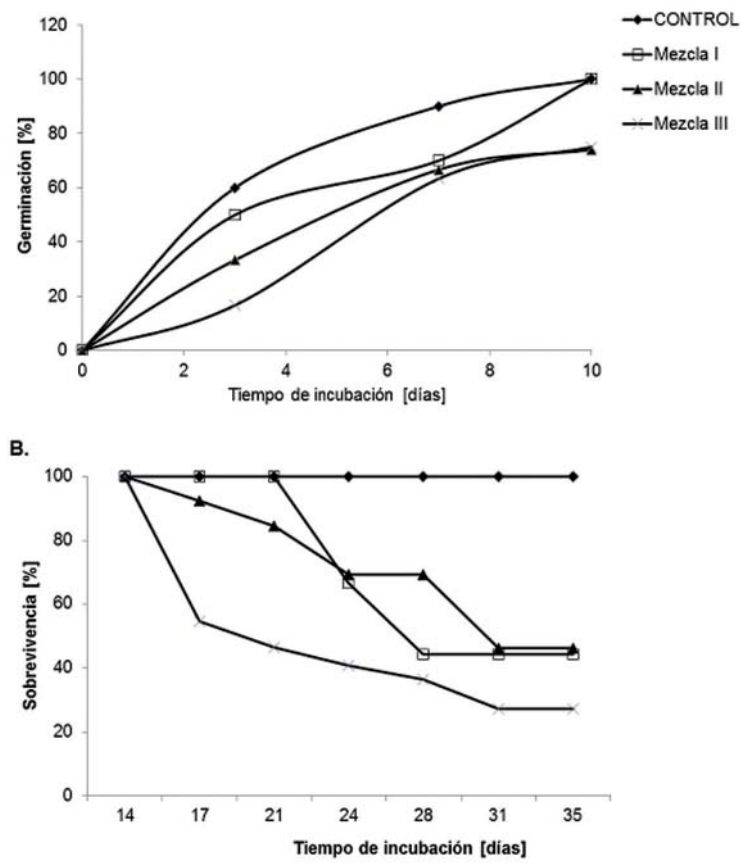 120
100
80
60
40
20
0
Germinación [%]
0 2 4 6 8 10
Tiempo de incubación [días]
CONTROL
Mezcla I
Mezcla II
Mezcla III
B.
100
80
60
40
20
0
Sobrevivencia [%]
14 17 21 24 28 31 35
Tiempo de incubación [días]